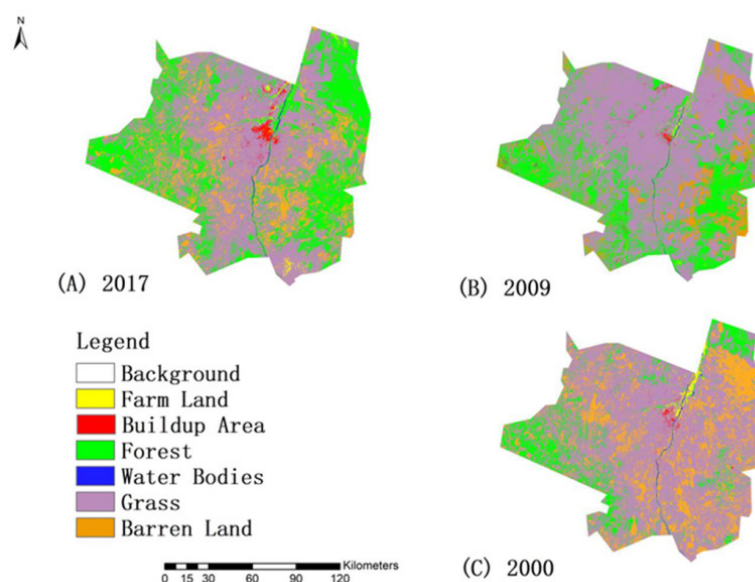 N
(A) 2017
(B) 2009
Legend
Background
Farm Land
Buildup Area
Forest
Water Bodies
Grass
Barren Land
Kilometers
0 15 30 60 90 120
(C) 2000